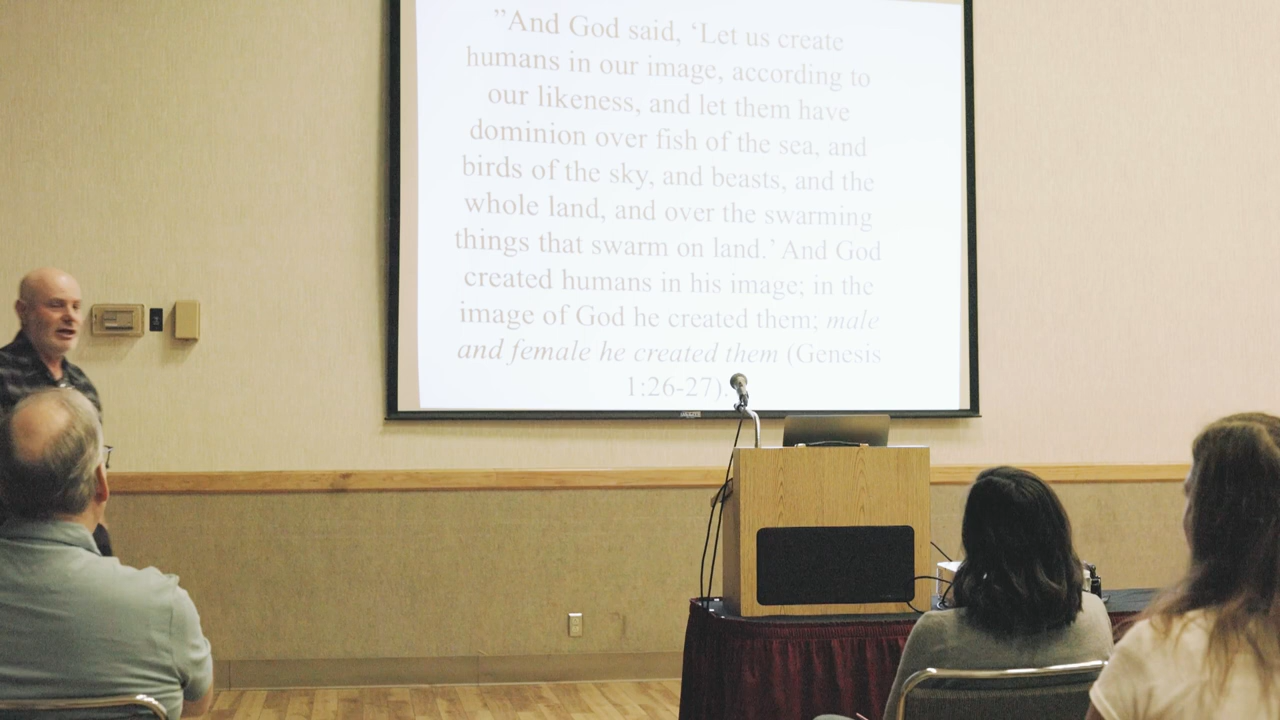 ”And God said, ‘Let us create
humans in our image, according to
our likeness, and let them have
dominion over fish of the sea, and
birds of the sky, and beasts, and the
whole land, and over the swarming
things that swarm on land.’ And God
created humans in his image; in the
image of God he created them; male
and female he created them (Genesis
1:26-27).